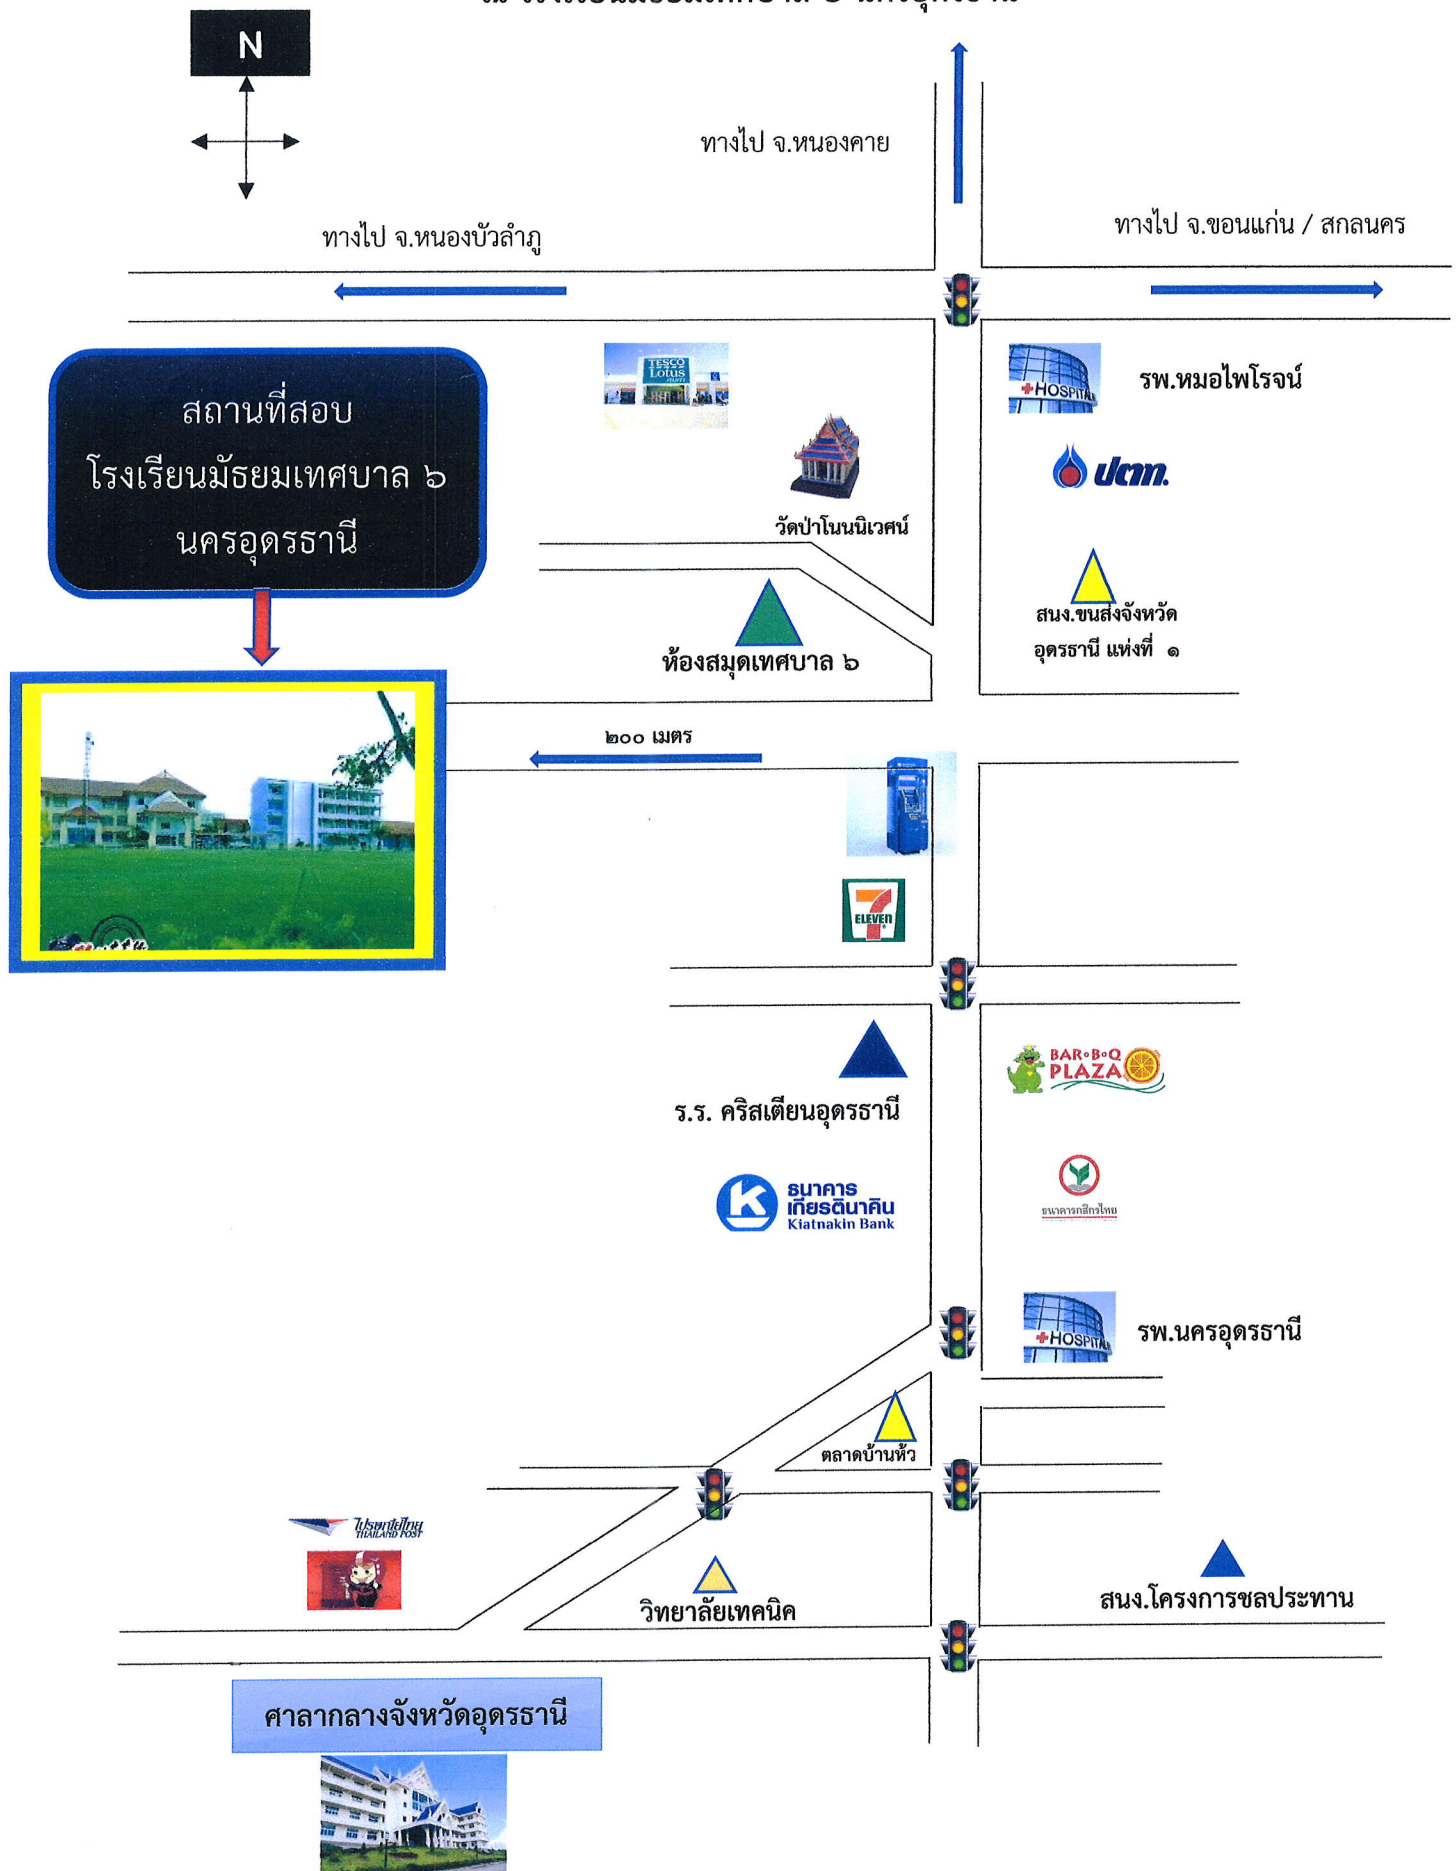 N
ทางไป จ.หนองคาย
ทางไป จ.หนองบัวลำภู
ทางไป จ.ขอนแก่น / สกลนคร
TESCO
Lotus
+HOSPITAL
รพ.หมอไพโรจน์
สถานที่สอบ
โรงเรียนมัธยมเทศบาล ๖
นครอุดรธานี
ปตท.
วัดป่าโนนนิเวศน์
สนง.ขนส่งจังหวัด
อุดรธานี แห่งที่ ๑
ห้องสมุดเทศบาล ๖
๒๐๐ เมตร
7
ELEVEN
BAR•B•Q
PLAZA
ร.ร. คริสเตียนอุดรธานี
ธนาคาร
เกียรตินาคิน
Kiatnakin Bank
ธนาคารกสิกรไทย
+HOSPITAL
รพ.นครอุดรธานี
ตลาดบ้านห้ว
ไปรษณีย์ไทย
THAILAND POST
วิทยาลัยเทคนิค
สนง.โครงการชลประทาน
ศาลากลางจังหวัดอุดรธานี